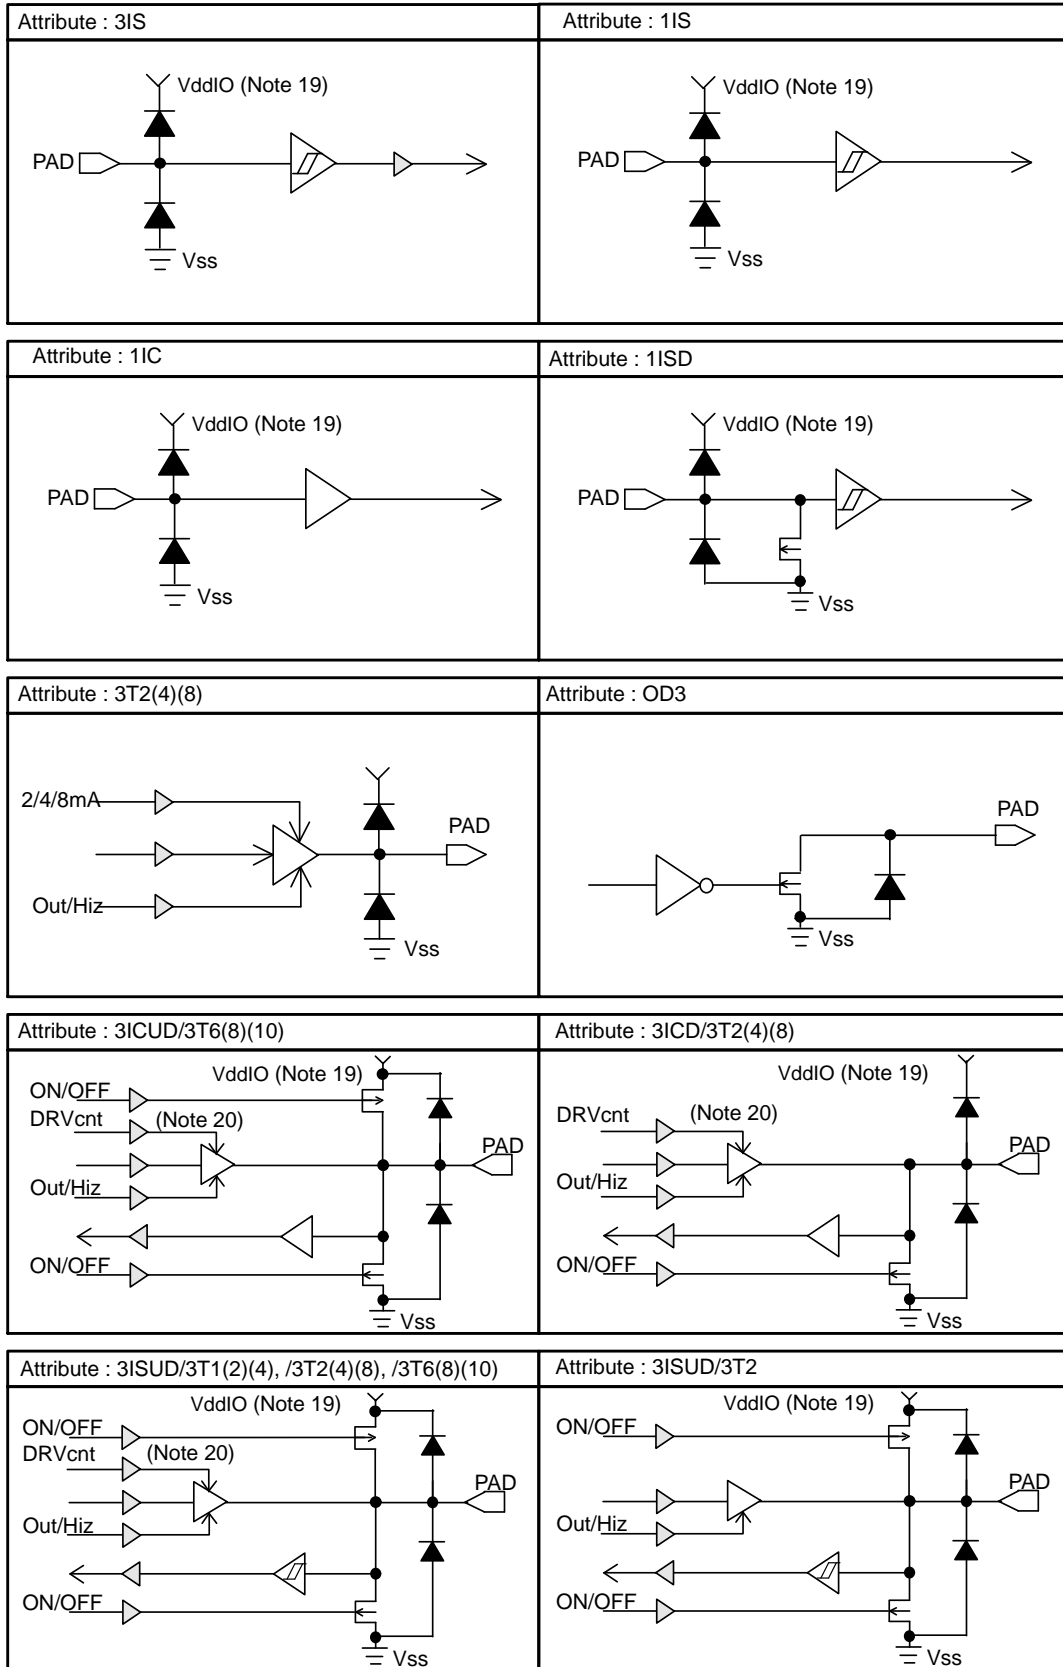 Attribute : 3IS
VddIO (Note 19)
PAD
Vss
Attribute : 1IS
VddIO (Note 19)
PAD
Vss
Attribute : 1IC
VddIO (Note 19)
PAD
Vss
Attribute : 1ISD
VddIO (Note 19)
PAD
Vss
Attribute : 3T2(4)(8)
2/4/8mA
PAD
Out/Hiz
Vss
Attribute : OD3
PAD
Vss
Attribute : 3ICUD/3T6(8)(10)
VddIO (Note 19)
ON/OFF
DRVcnt
(Note 20)
PAD
Out/Hiz
ON/OFF
Vss
Attribute : 3ICD/3T2(4)(8)
VddIO (Note 19)
DRVcnt
(Note 20)
PAD
Out/Hiz
ON/OFF
Vss
Attribute : 3ISUD/3T1(2)(4), /3T2(4)(8), /3T6(8)(10)
VddIO (Note 19)
ON/OFF
DRVcnt
(Note 20)
PAD
Out/Hiz
ON/OFF
Vss
Attribute : 3ISUD/3T2
VddIO (Note 19)
ON/OFF
PAD
Out/Hiz
ON/OFF
Vss